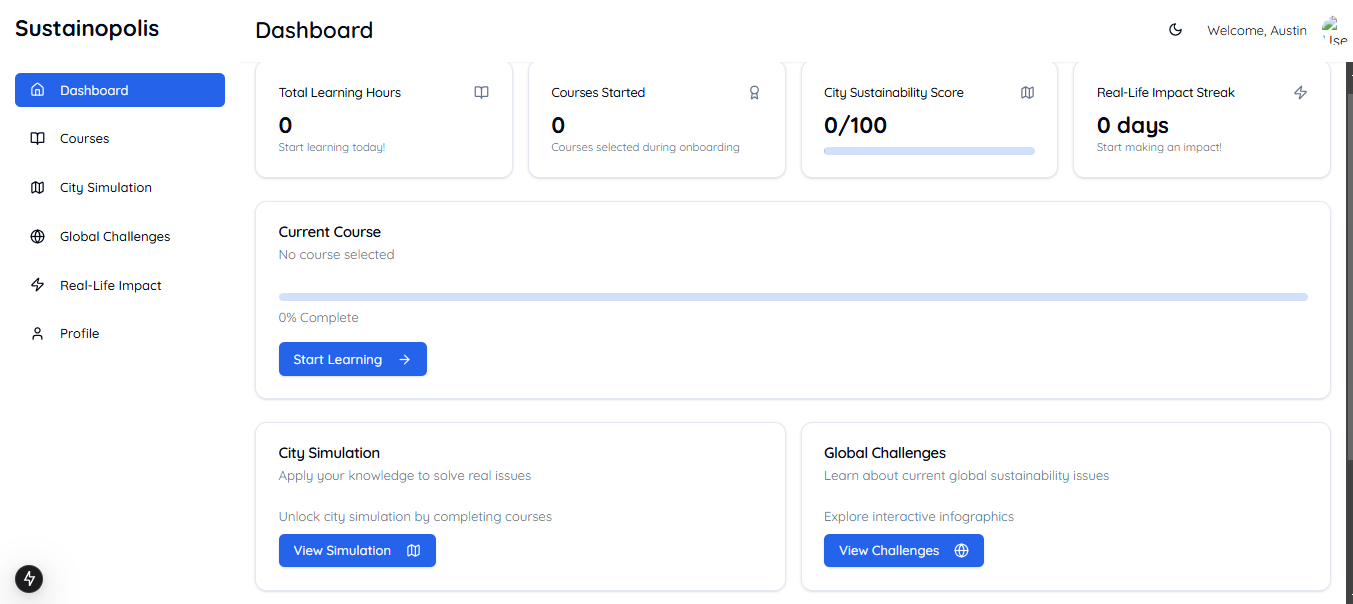 Sustainopolis
Dashboard
Welcome, Austin
Dashboard
Courses
City Simulation
Global Challenges
Real-Life Impact
Profile
Total Learning Hours
0
Start learning today!
Courses Started
0
Courses selected during onboarding
City Sustainability Score
0/100
Real-Life Impact Streak
0 days
Start making an impact!
Current Course
No course selected
0% Complete
Start Learning
City Simulation
Apply your knowledge to solve real issues
Unlock city simulation by completing courses
View Simulation
Global Challenges
Learn about current global sustainability issues
Explore interactive infographics
View Challenges